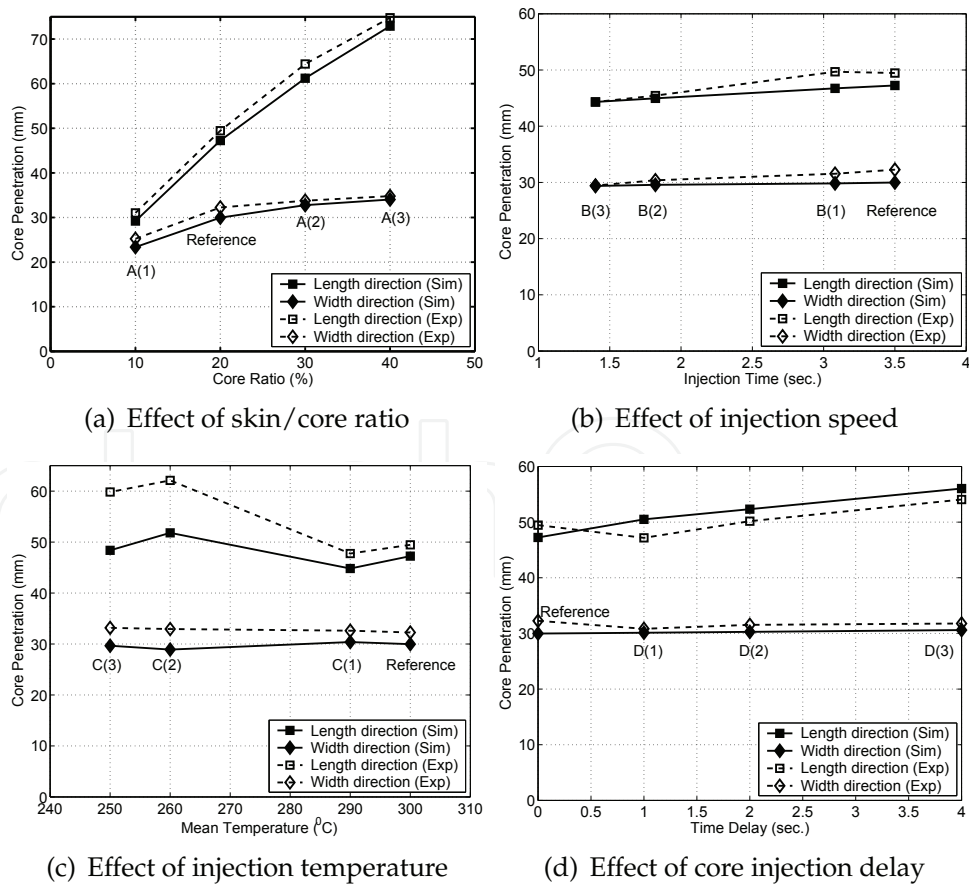 70
60
50
40
30
20
10
0
0 10 20 30 40 50
Core Penetration (mm)
Core Ratio (%)
A(1)
Reference
A(2)
A(3)
Length direction (Sim)
Width direction (Sim)
Length direction (Exp)
Width direction (Exp)
(a) Effect of skin/core ratio
60
50
40
30
20
10
0
1 1.5 2 2.5 3 3.5 4
Core Penetration (mm)
Injection Time (sec.)
B(3)
B(2)
B(1)
Reference
Length direction (Sim)
Width direction (Sim)
Length direction (Exp)
Width direction (Exp)
(b) Effect of injection speed
60
50
40
30
20
10
0
240 250 260 270 280 290 300 310
Core Penetration (mm)
Mean Temperature (⁰C)
C(3)
C(2)
C(1)
Reference
Length direction (Sim)
Width direction (Sim)
Length direction (Exp)
Width direction (Exp)
(c) Effect of injection temperature
60
50
40
30
20
10
0
0 0.5 1 1.5 2 2.5 3 3.5 4
Core Penetration (mm)
Time Delay (sec.)
Reference
D(1)
D(2)
D(3)
Length direction (Sim)
Width direction (Sim)
Length direction (Exp)
Width direction (Exp)
(d) Effect of core injection delay